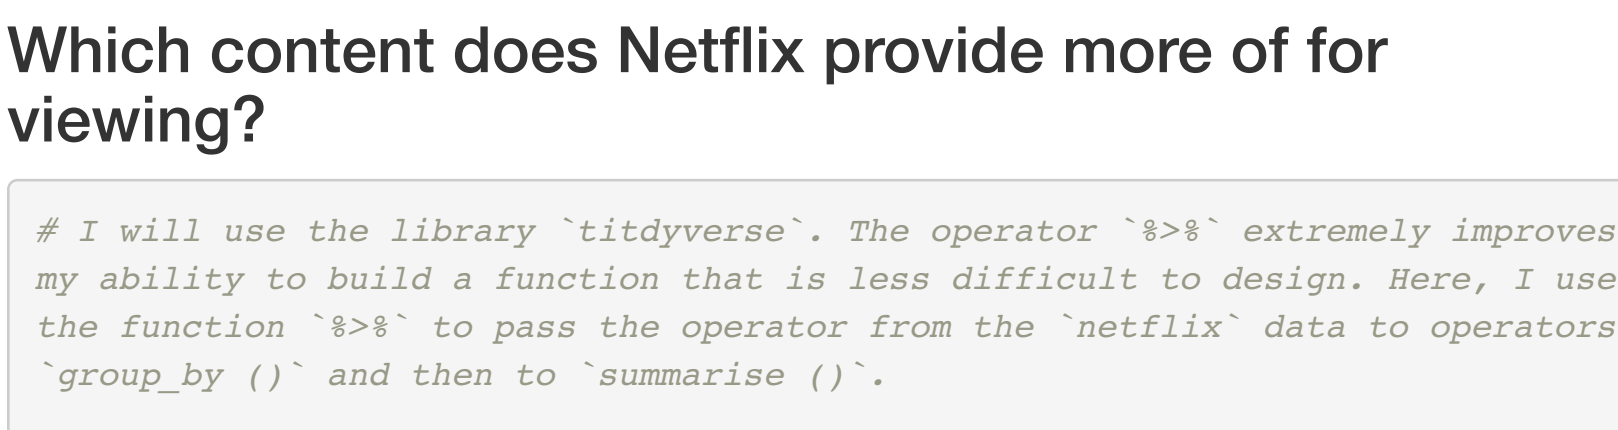 Which content does Netflix provide more of for
viewing?
# I will use the library `titdyverse`. The operator `%>%` extremely improves
my ability to build a function that is less difficult to design. Here, I use
the function `%>%` to pass the operator from the `netflix` data to operators
`group_by ()` and then to `summarise ()`.